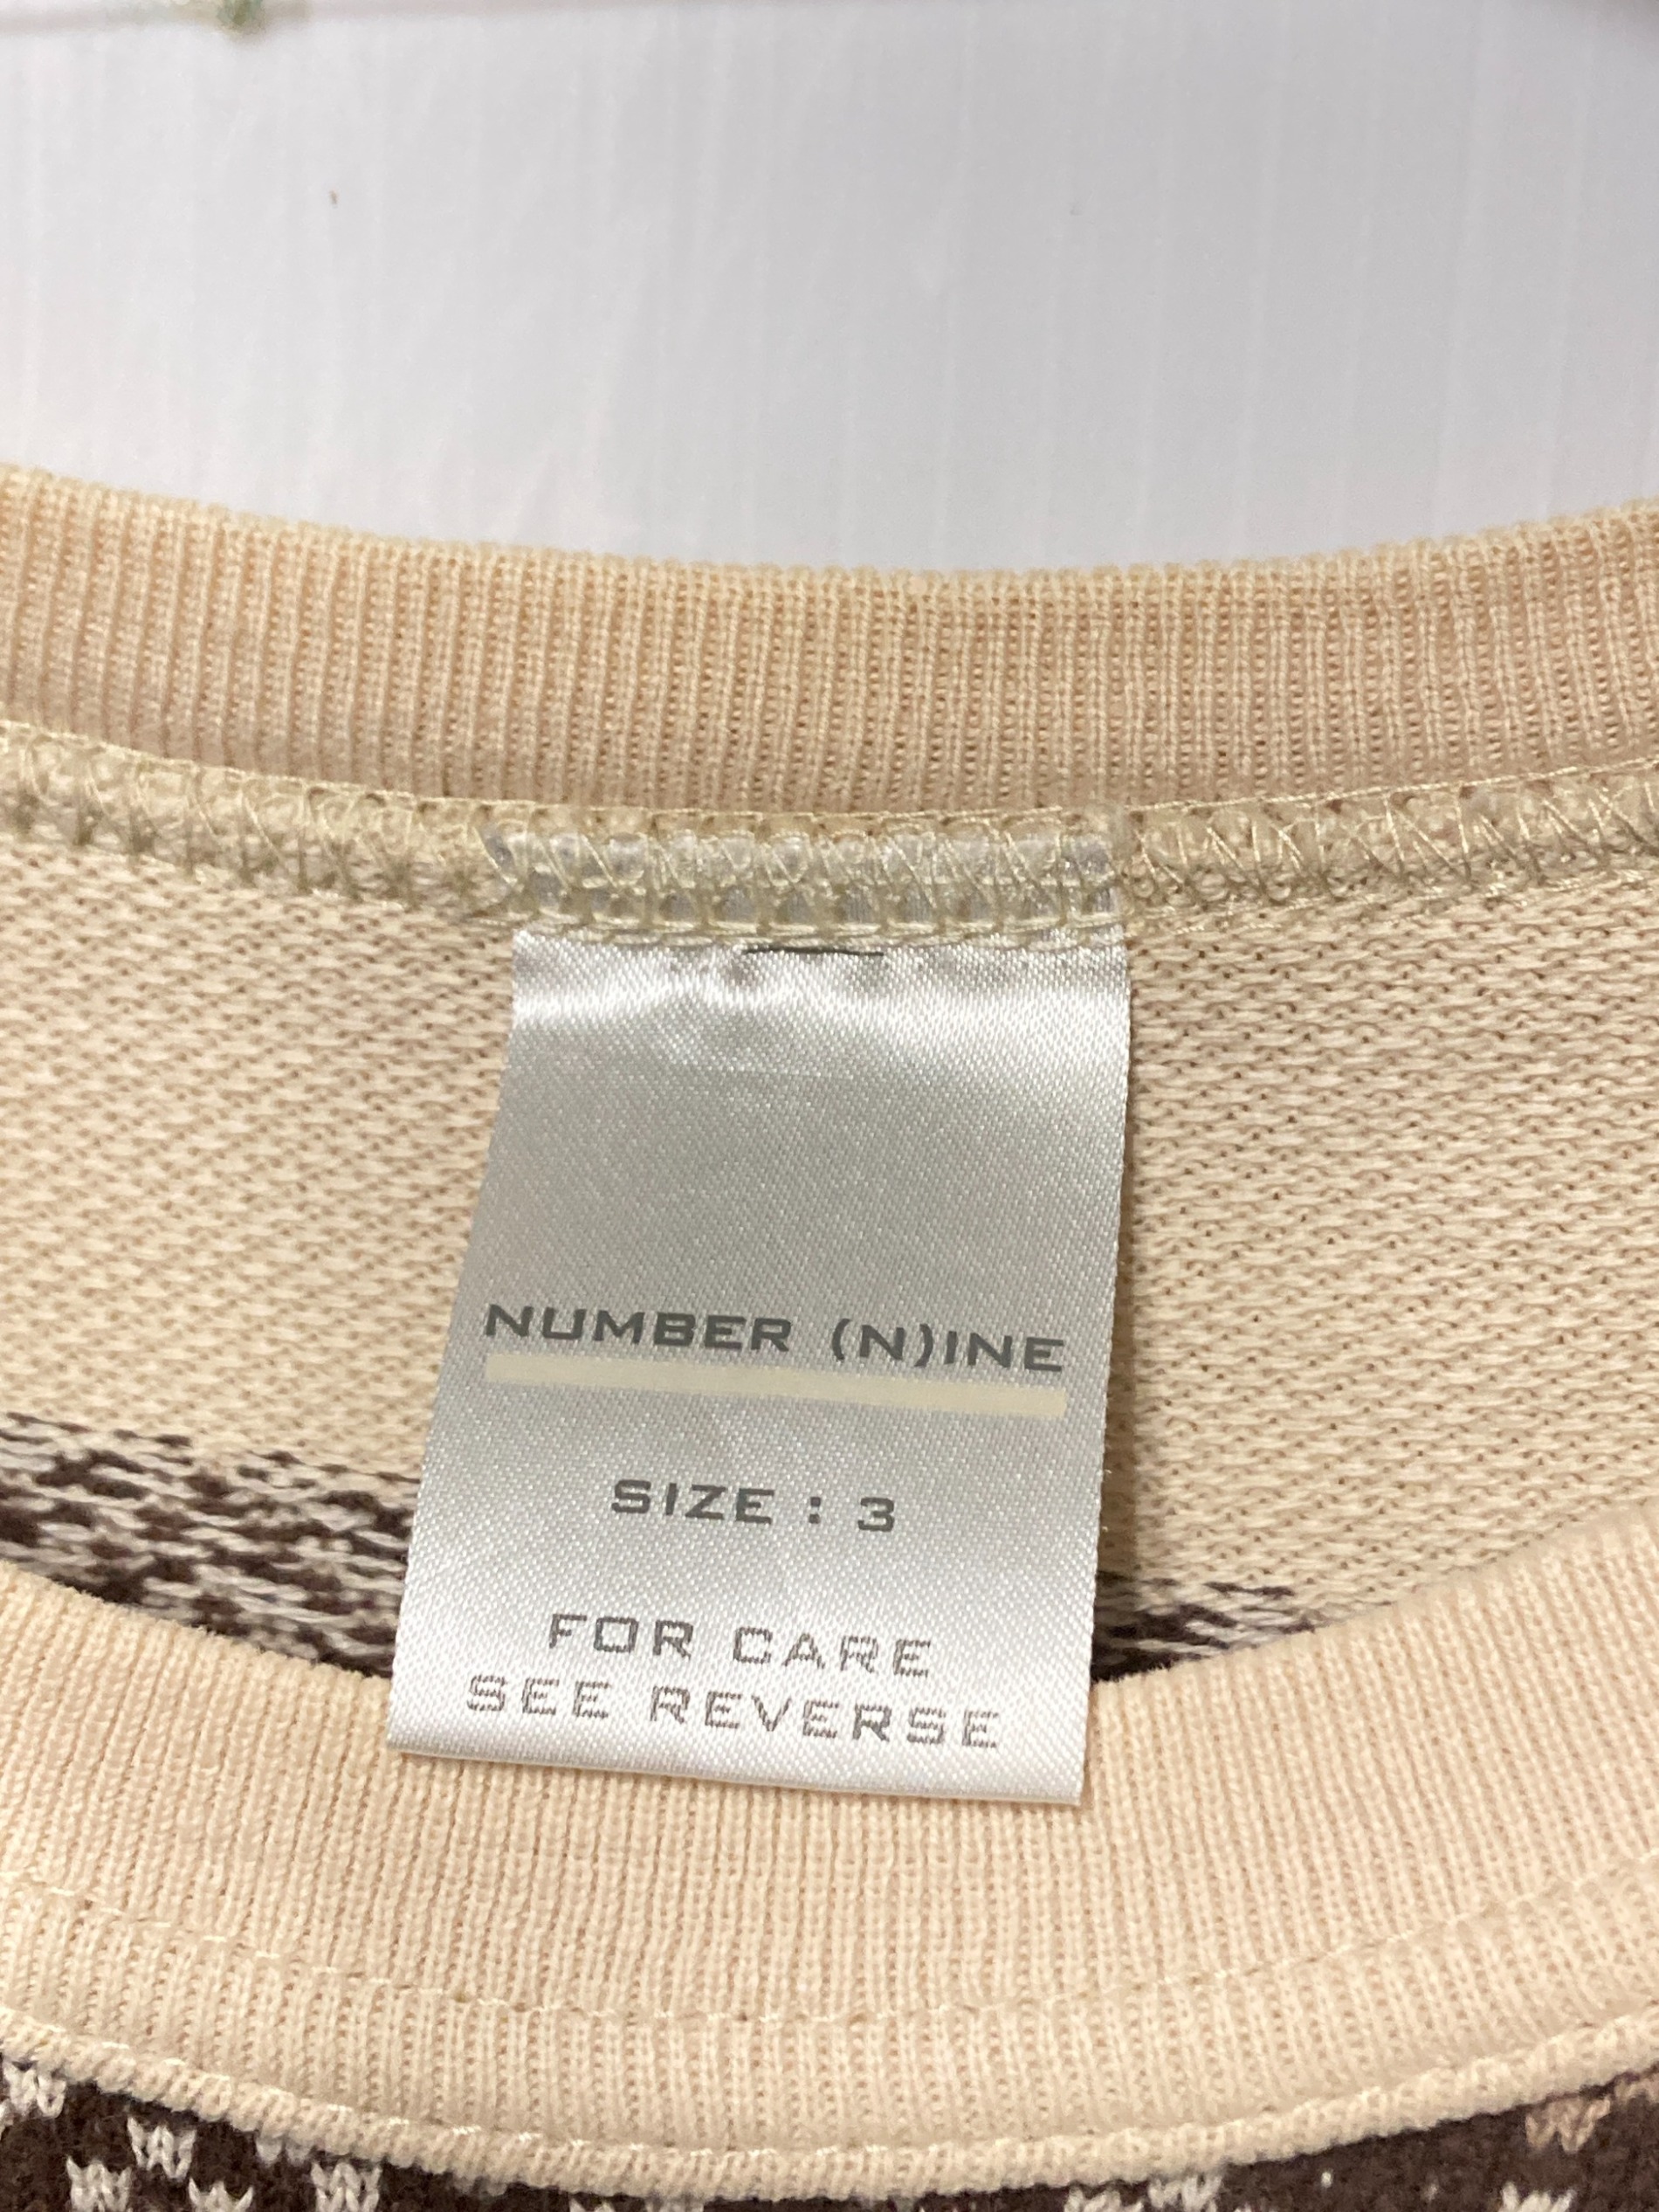 NUMBER (N)INE
SIZE : 3
FOR CARE
SEE REVERSE